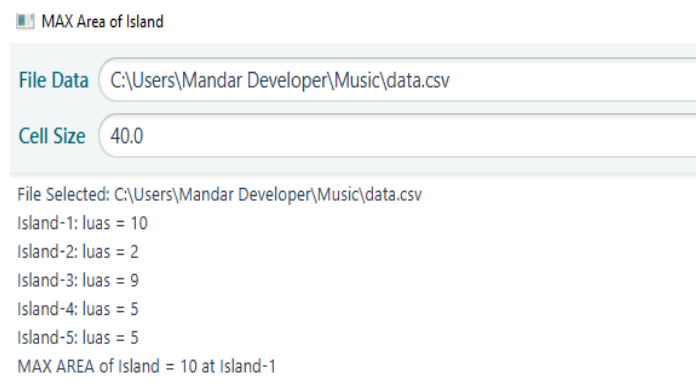 MAX Area of Island
File Data C:\Users\Mandar Developer\Music\data.csv
Cell Size 40.0
File Selected: C:\Users\Mandar Developer\Music\data.csv
Island-1: luas = 10
Island-2: luas = 2
Island-3: luas = 9
Island-4: luas = 5
Island-5: luas = 5
MAX AREA of Island = 10 at Island-1